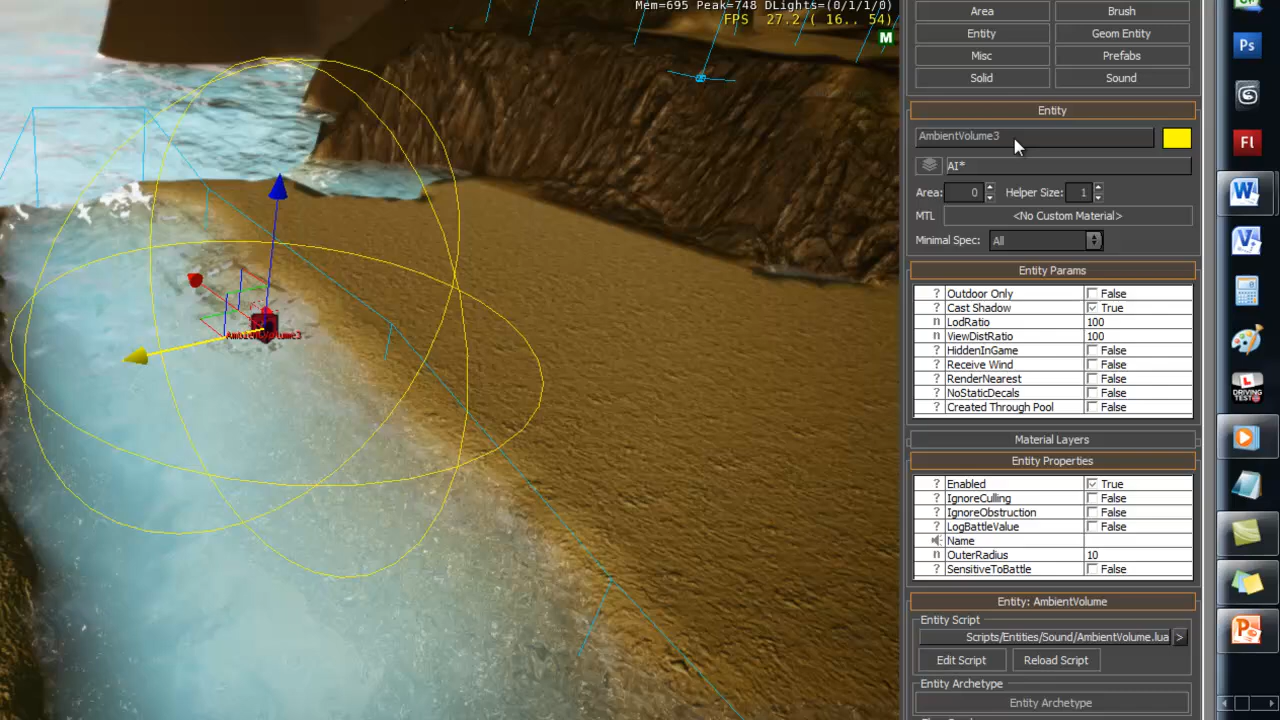 Mem=695 Peak=748 DLights=(0/1/1/0)
FPS 27.2 ( 16.. 54)
M
Area
Brush
Entity
Geom Entity
Misc
Prefabs
Solid
Sound
Entity
AmbientVolume3
AI*
Area: 0 Helper Size: 1
MTL <No Custom Material>
Minimal Spec: All
Entity Params
? Outdoor Only False
? Cast Shadow True
n LodRatio 100
n ViewDistRatio 100
? HiddenInGame False
? Receive Wind False
? RenderNearest False
? NoStaticDecals False
? Created Through Pool False
Material Layers
Entity Properties
? Enabled True
? IgnoreCulling False
? IgnoreObstruction False
? LogBattleValue False
Name
n OuterRadius 10
? SensitiveToBattle False
Entity: AmbientVolume
Entity Script
Scripts/Entities/Sound/AmbientVolume.lua >
Edit Script
Reload Script
Entity Archetype
Entity Archetype
AmbientVolume3
Ps
Fl
W
V
L
DRIVING
TEST
P